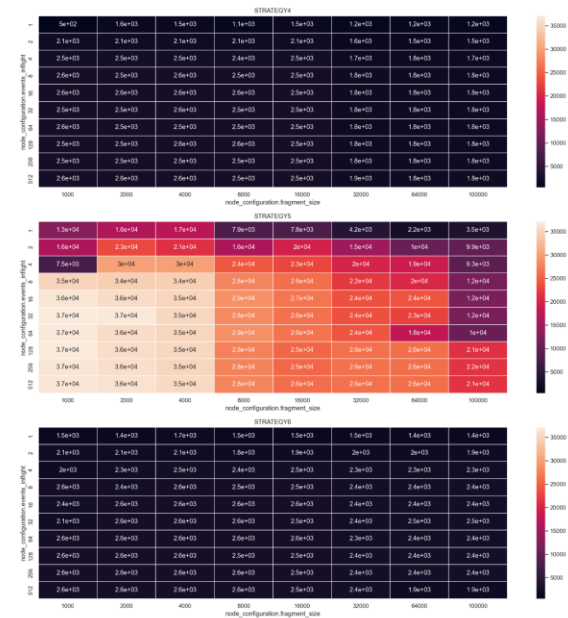 STRATEGY4
1 5e+02 1.6e+03 1.5e+03 1.1e+03 1.5e+03 1.2e+03 1.2e+03 1.2e+03
2 2.1e+03 2.1e+03 2.1e+03 2.1e+03 2.1e+03 1.6e+03 1.5e+03 1.5e+03
4 2.5e+03 2.5e+03 2.5e+03 2.4e+03 2.5e+03 1.7e+03 1.8e+03 1.7e+03
8 2.6e+03 2.5e+03 2.6e+03 2.5e+03 2.5e+03 1.8e+03 1.8e+03 1.8e+03
16 2.6e+03 2.5e+03 2.6e+03 2.6e+03 2.5e+03 1.8e+03 1.8e+03 1.8e+03
32 2.5e+03 2.5e+03 2.6e+03 2.5e+03 2.5e+03 1.8e+03 1.8e+03 1.8e+03
64 2.6e+03 2.5e+03 2.6e+03 2.5e+03 2.5e+03 1.8e+03 1.8e+03 1.8e+03
128 2.5e+03 2.5e+03 2.5e+03 2.5e+03 2.5e+03 1.9e+03 1.8e+03 1.8e+03
256 2.5e+03 2.5e+03 2.6e+03 2.5e+03 2.5e+03 1.8e+03 1.8e+03 1.8e+03
512 2.6e+03 2.6e+03 2.6e+03 2.6e+03 2.5e+03 1.9e+03 1.8e+03 1.8e+03
1000 2000 4000 8000 16000 32000 64000 100000
node_configuration.fragment_size
node_configuration.events_inflight
35000
30000
25000
20000
15000
10000
5000
STRATEGY5
1 1.3e+04 1.6e+04 1.7e+04 7.9e+03 7.8e+03 4.2e+03 2.2e+03 3.5e+03
2 1.6e+04 2.3e+04 2.1e+04 1.6e+04 2e+04 1.5e+04 1e+04 9.9e+03
4 7.5e+03 3e+04 3e+04 2.4e+04 2.3e+04 2e+04 1.9e+04 9.3e+03
8 3.5e+04 3.4e+04 3.4e+04 2.8e+04 2.6e+04 2.2e+04 2e+04 1.2e+04
16 3.6e+04 3.6e+04 3.5e+04 2.9e+04 2.7e+04 2.4e+04 2.4e+04 1.2e+04
32 3.7e+04 3.7e+04 3.5e+04 2.8e+04 2.6e+04 2.4e+04 2.3e+04 1.2e+04
64 3.7e+04 3.6e+04 3.5e+04 2.9e+04 2.6e+04 2.4e+04 1.8e+04 1e+04
128 3.7e+04 3.6e+04 3.5e+04 2.8e+04 2.5e+04 2.6e+04 2.6e+04 2.1e+04
256 3.7e+04 3.6e+04 3.5e+04 2.8e+04 2.5e+04 2.6e+04 2.6e+04 2.2e+04
512 3.7e+04 3.6e+04 3.5e+04 2.8e+04 2.6e+04 2.6e+04 2.6e+04 2.1e+04
1000 2000 4000 8000 16000 32000 64000 100000
node_configuration.fragment_size
node_configuration.events_inflight
35000
30000
25000
20000
15000
10000
5000
STRATEGY6
1 1.5e+03 1.4e+03 1.7e+03 1.5e+03 1.5e+03 1.5e+03 1.4e+03 1.4e+03
2 2.1e+03 2.1e+03 2.1e+03 1.8e+03 1.9e+03 2e+03 2e+03 1.9e+03
4 2e+03 2.3e+03 2.5e+03 2.4e+03 2.5e+03 2.3e+03 2.3e+03 2.3e+03
8 2.6e+03 2.4e+03 2.6e+03 2.5e+03 2.5e+03 2.4e+03 2.4e+03 2.4e+03
16 2.4e+03 2.6e+03 2.6e+03 2.6e+03 2.6e+03 2.4e+03 2.4e+03 2.4e+03
32 2.1e+03 2.6e+03 2.6e+03 2.6e+03 2.5e+03 2.4e+03 2.5e+03 2.5e+03
64 2.6e+03 2.6e+03 2.6e+03 2.6e+03 2.6e+03 2.3e+03 2.4e+03 2.4e+03
128 2.6e+03 2.6e+03 2.6e+03 2.5e+03 2.5e+03 2.4e+03 2.4e+03 2.4e+03
256 2.6e+03 2.6e+03 2.6e+03 2.6e+03 2.5e+03 2.4e+03 2.4e+03 2.4e+03
512 2.6e+03 2.6e+03 2.6e+03 2.6e+03 2.5e+03 2.4e+03 1.9e+03 1.9e+03
1000 2000 4000 8000 16000 32000 64000 100000
node_configuration.fragment_size
node_configuration.events_inflight
35000
30000
25000
20000
15000
10000
5000